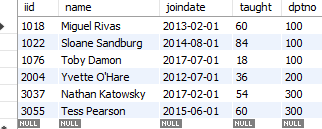 iid name joindate taught dptno
1018 Miguel Rivas 2013-02-01 60 100
1022 Sloane Sandburg 2014-08-01 84 100
1076 Toby Damon 2017-07-01 18 100
2004 Yvette O'Hare 2012-07-01 36 200
3037 Nathan Katowsky 2017-02-01 54 300
3055 Tess Pearson 2015-06-01 60 300
NULL NULL NULL NULL NULL